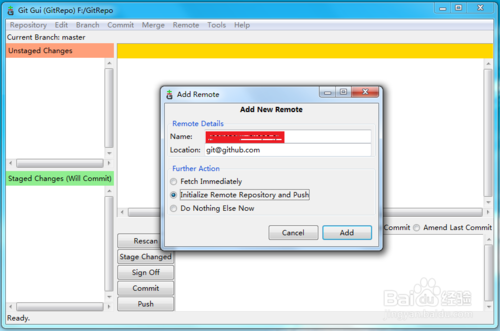 Git Gui (GitRepo) F:/GitRepo
Repository Edit Branch Commit Merge Remote Tools Help
Current Branch: master
Unstaged Changes
Staged Changes (Will Commit)
Add Remote
Add New Remote
Remote Details
Name:
Location: git@github.com
Further Action
Fetch Immediately
Initialize Remote Repository and Push
Do Nothing Else Now
Cancel Add
Commit Amend Last Commit
Rescan
Stage Changed
Sign Off
Commit
Push
Ready.
Baidu 经验
jingyan.baidu.com